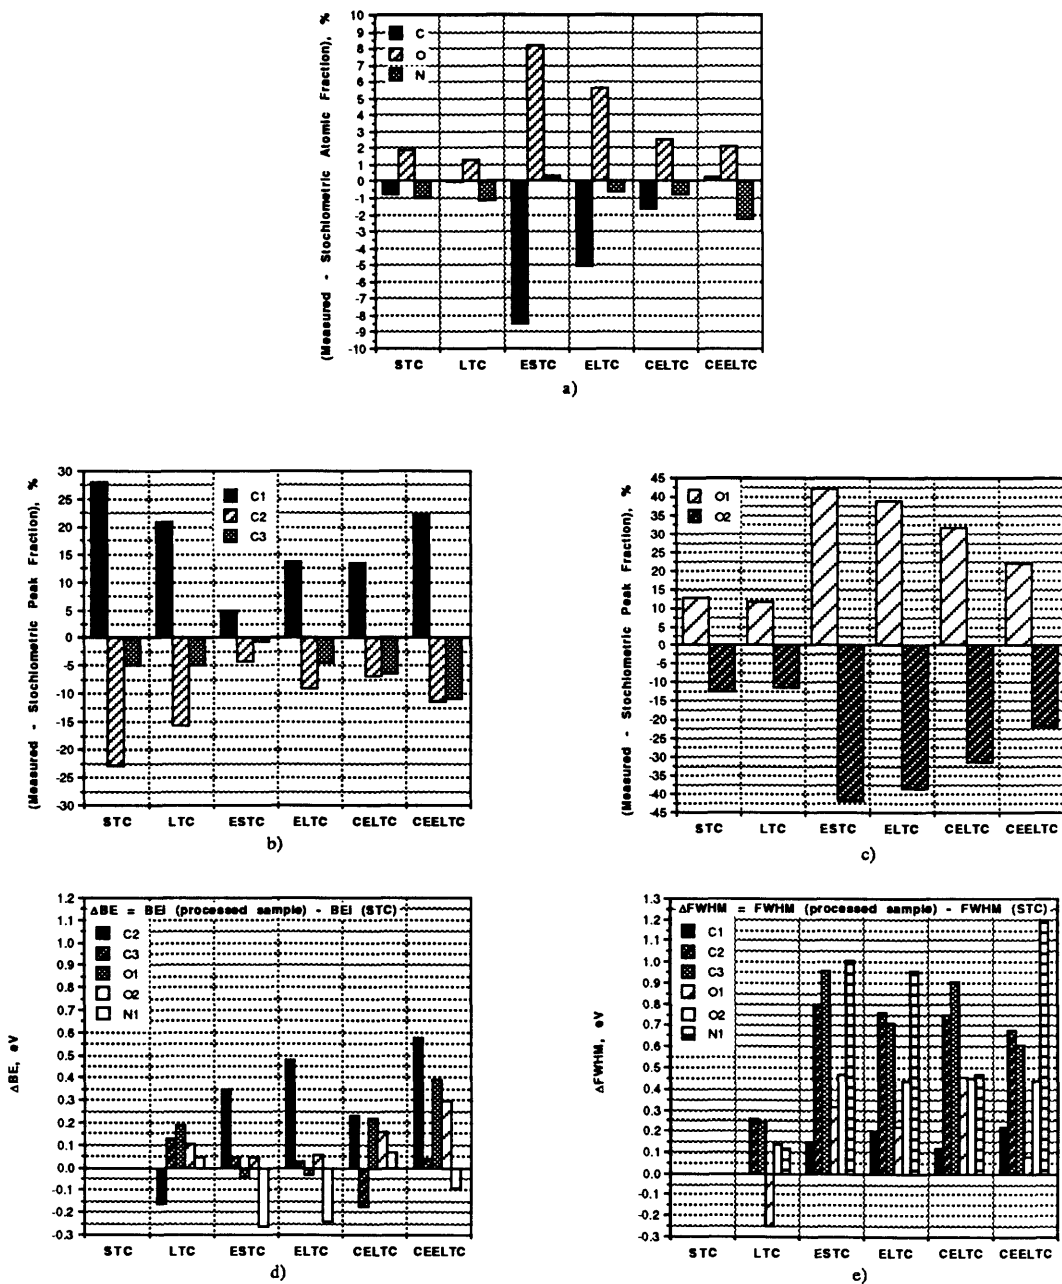 (Measured - Stochiometric Atomic Fraction), %
10
9
8
7
6
5
4
3
2
1
0
-1
-2
-3
-4
-5
-6
-7
-8
-9
-10
C
O
N
STC LTC ESTC ELTC CELTC CEELTC
a)
(Measured - Stochiometric Peak Fraction), %
30
25
20
15
10
5
0
-5
-10
-15
-20
-25
-30
C1
C2
C3
STC LTC ESTC ELTC CELTC CEELTC
b)
(Measured - Stochiometric Peak Fraction), %
45
40
35
30
25
20
15
10
5
0
-5
-10
-15
-20
-25
-30
-35
-40
-45
O1
O2
STC LTC ESTC ELTC CELTC CEELTC
c)
ΔBE, eV
1.2
1.1
1.0
0.9
0.8
0.7
0.6
0.5
0.4
0.3
0.2
0.1
0.0
-0.1
-0.2
-0.3
ΔBE = BEi (processed sample) - BEi (STC)
C2
C3
O1
O2
N1
STC LTC ESTC ELTC CELTC CEELTC
d)
ΔFWHM, eV
1.3
1.2
1.1
1.0
0.9
0.8
0.7
0.6
0.5
0.4
0.3
0.2
0.1
0.0
-0.1
-0.2
-0.3
ΔFWHM = FWHM (processed sample) - FWHM (STC)
C1
C2
C3
O1
O2
N1
STC LTC ESTC ELTC CELTC CEELTC
e)